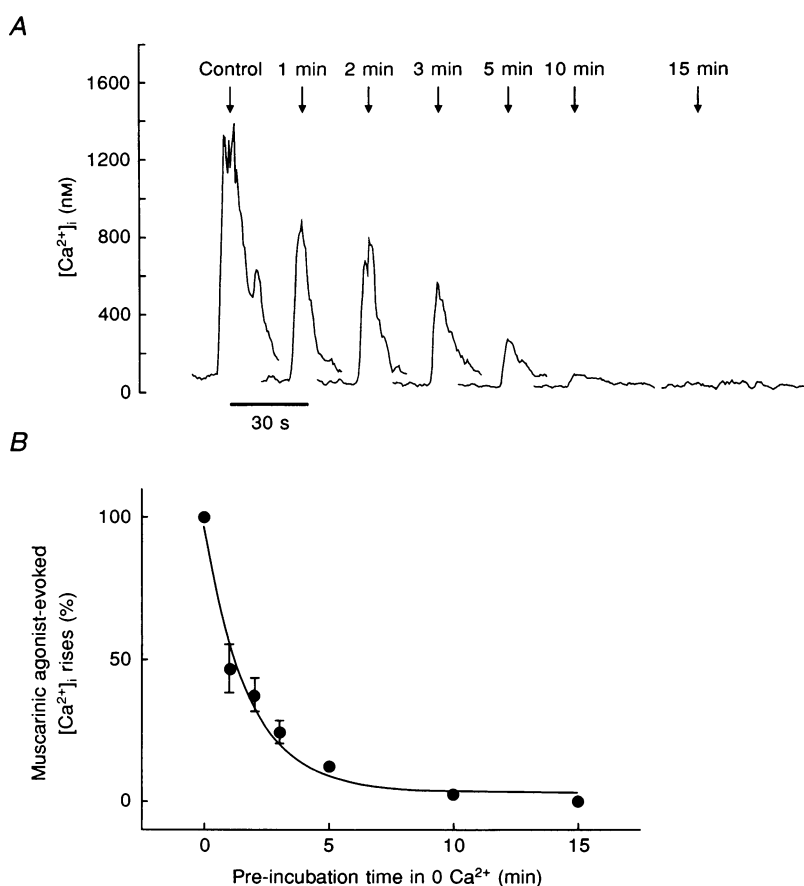 A
Control 1 min 2 min 3 min 5 min 10 min 15 min
1600
1200
800
400
0
[Ca²⁺]ᵢ (nM)
30 s
B
100
50
0
Muscarinic agonist-evoked
[Ca²⁺]ᵢ rises (%)
0 5 10 15
Pre-incubation time in 0 Ca²⁺ (min)